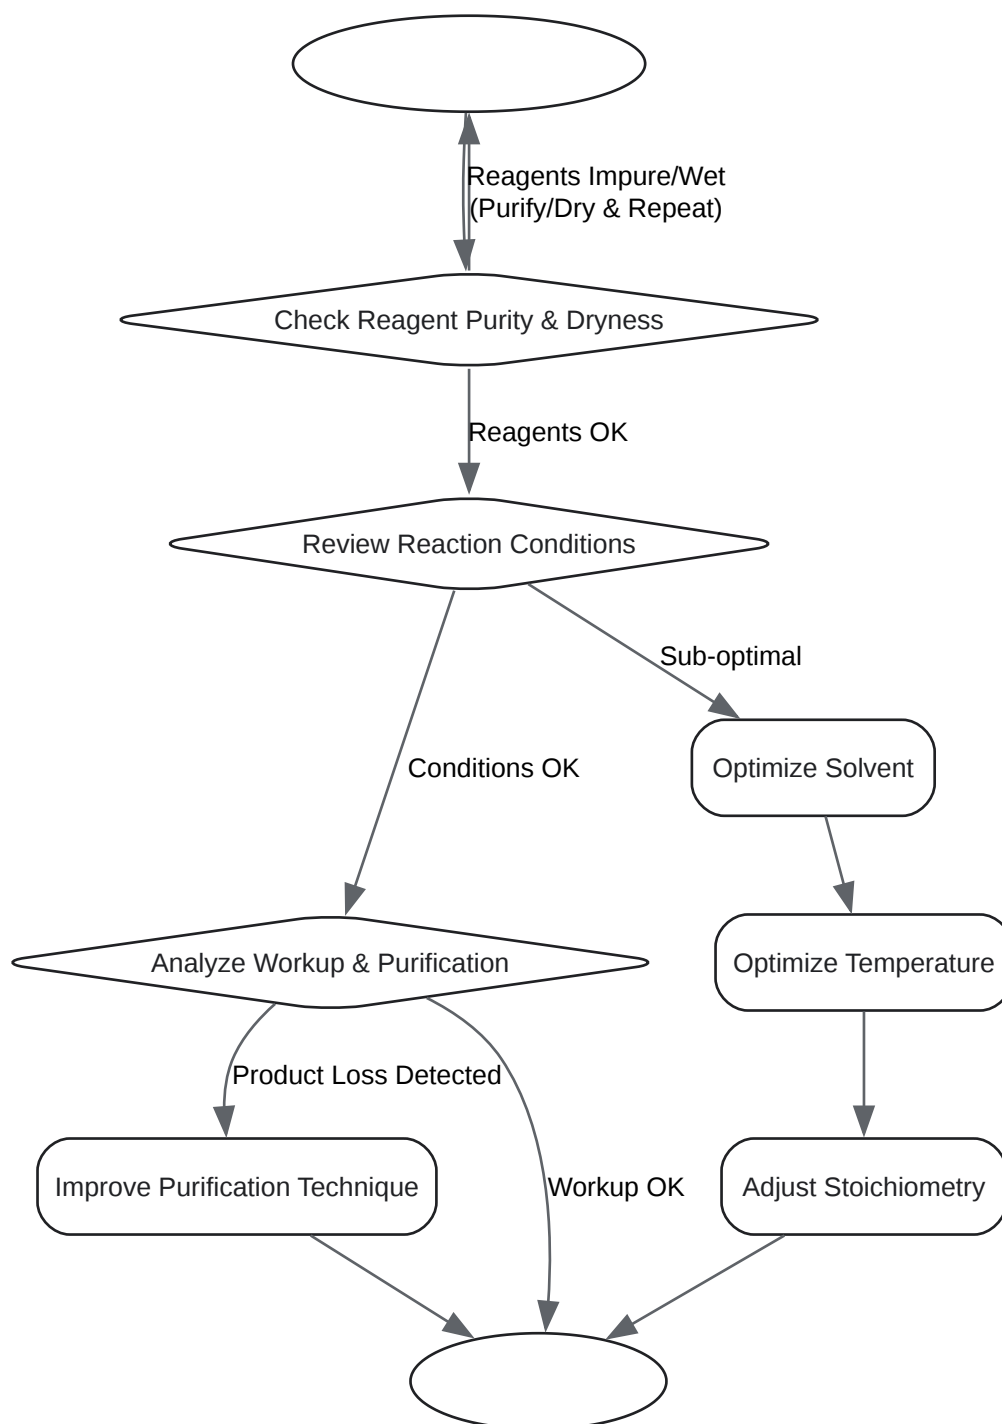 Reagents Impure/Wet
(Purify/Dry & Repeat)
Check Reagent Purity & Dryness
Reagents OK
Review Reaction Conditions
Sub-optimal
Conditions OK
Optimize Solvent
Analyze Workup & Purification
Optimize Temperature
Product Loss Detected
Improve Purification Technique
Workup OK
Adjust Stoichiometry